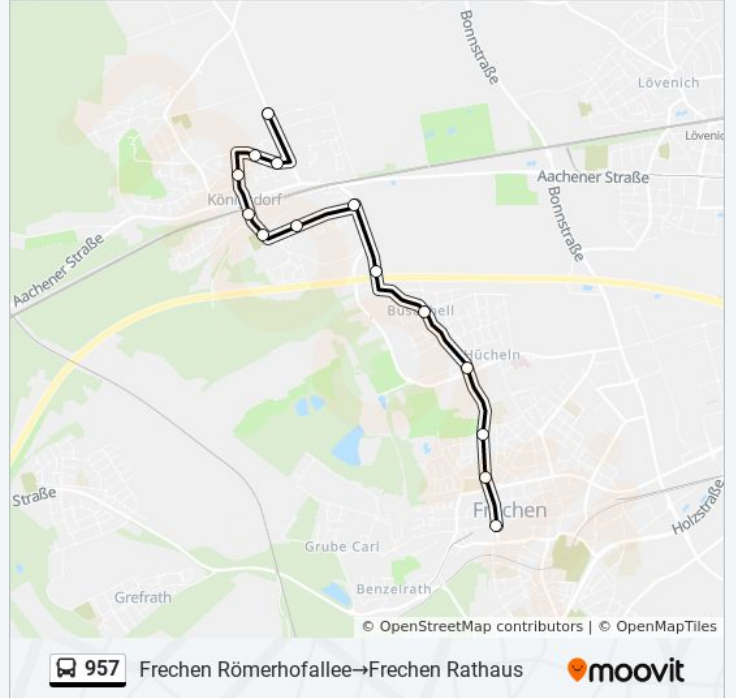 Bonnstraße
Lövenich
Lövenic
Aachener Straße
Bonnstraße
Aachener Straße
Buschbell
Hücheln
Straße
Frechen
Holzstraße
Grube Carl
Benzelrath
Grefrath
© OpenStreetMap contributors | © OpenMapTiles
957 Frechen Römerhofallee→Frechen Rathaus moovit